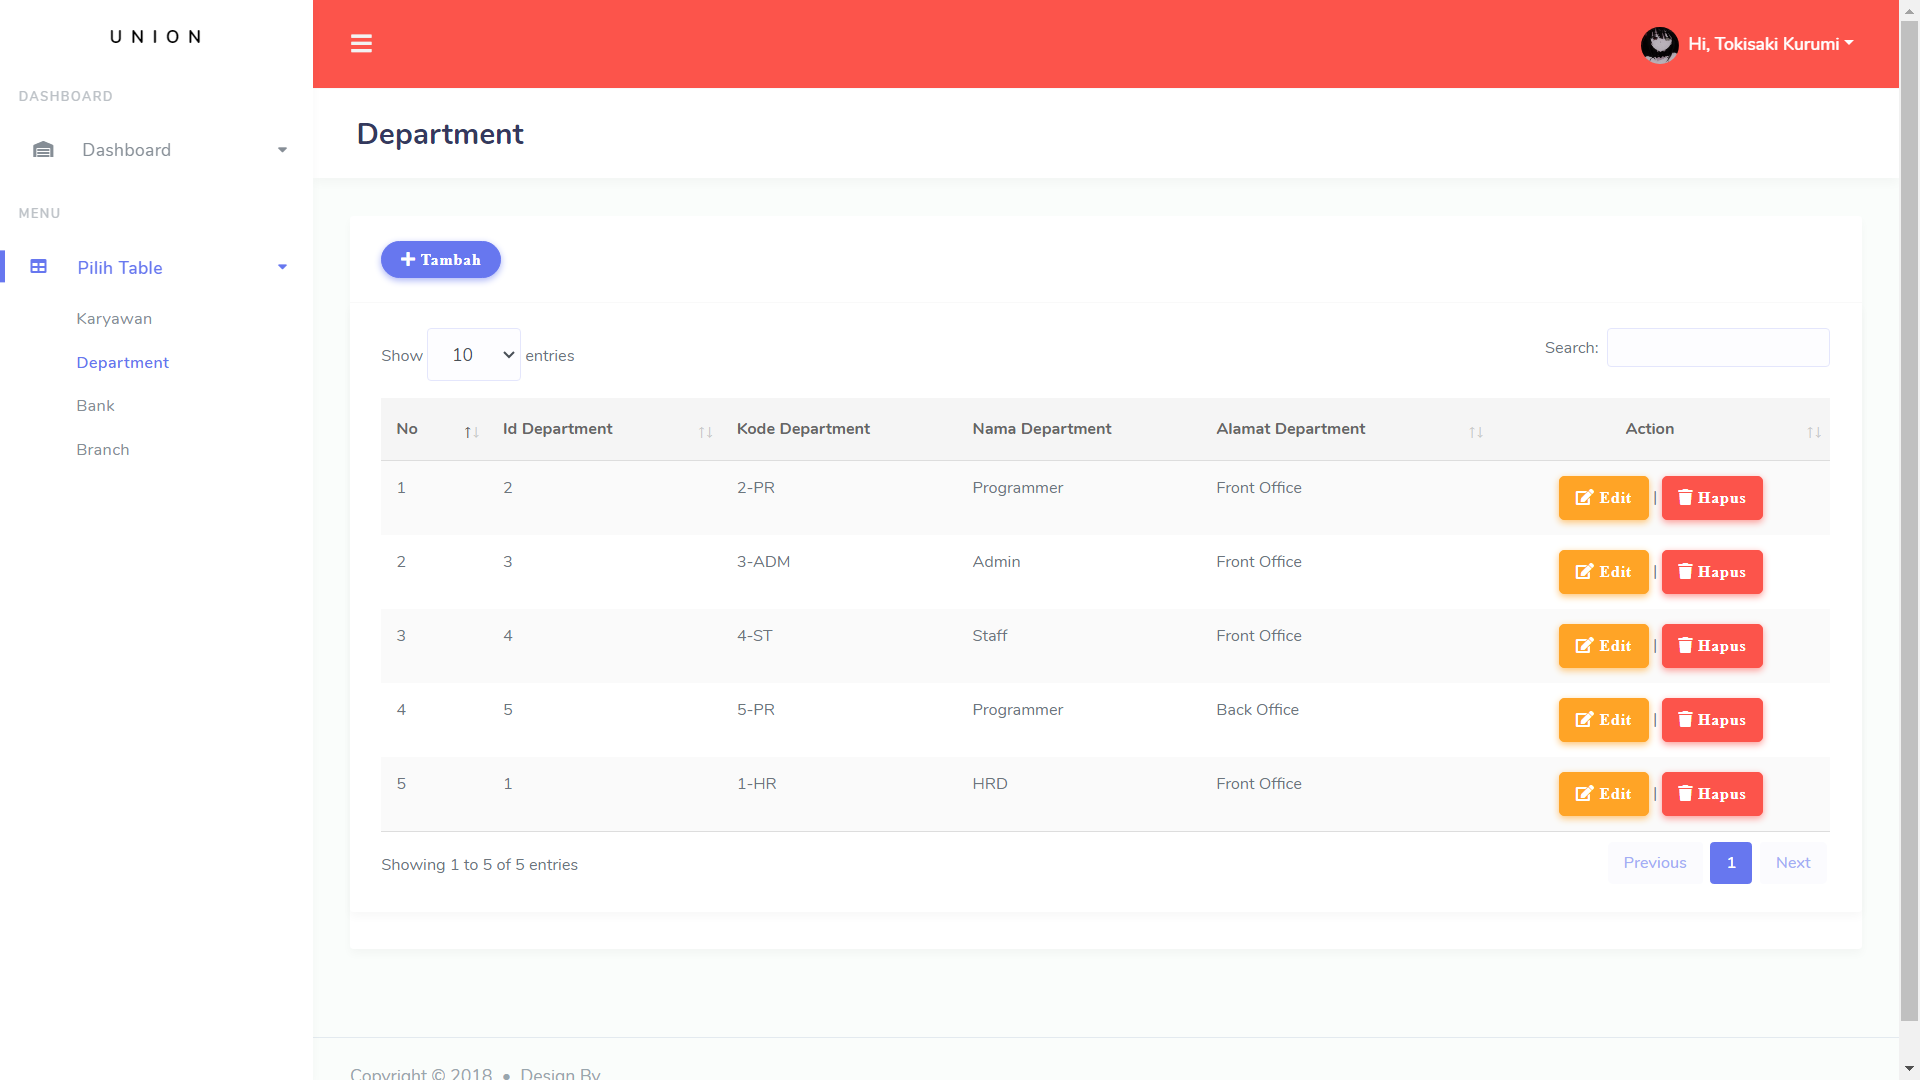 UNION
Hi, Tokisaki Kurumi
DASHBOARD
Dashboard
MENU
Pilih Table
Karyawan
Department
Bank
Branch
Department
Tambah
Show 10 entries
Search:
No Id Department Kode Department Nama Department Alamat Department Action
1 2 2-PR Programmer Front Office Edit | Hapus
2 3 3-ADM Admin Front Office Edit | Hapus
3 4 4-ST Staff Front Office Edit | Hapus
4 5 5-PR Programmer Back Office Edit | Hapus
5 1 1-HR HRD Front Office Edit | Hapus
Showing 1 to 5 of 5 entries
Previous 1 Next
Copyright © 2018 • Design By